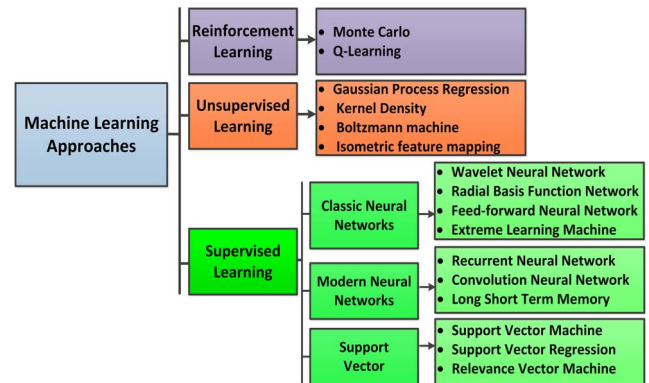 Machine Learning
Approaches
Reinforcement
Learning
• Monte Carlo
• Q-Learning
Unsupervised
Learning
• Gaussian Process Regression
• Kernel Density
• Boltzmann machine
• Isometric feature mapping
Supervised
Learning
Classic Neural
Networks
• Wavelet Neural Network
• Radial Basis Function Network
• Feed-forward Neural Network
• Extreme Learning Machine
Modern Neural
Networks
• Recurrent Neural Network
• Convolution Neural Network
• Long Short Term Memory
Support
Vector
• Support Vector Machine
• Support Vector Regression
• Relevance Vector Machine